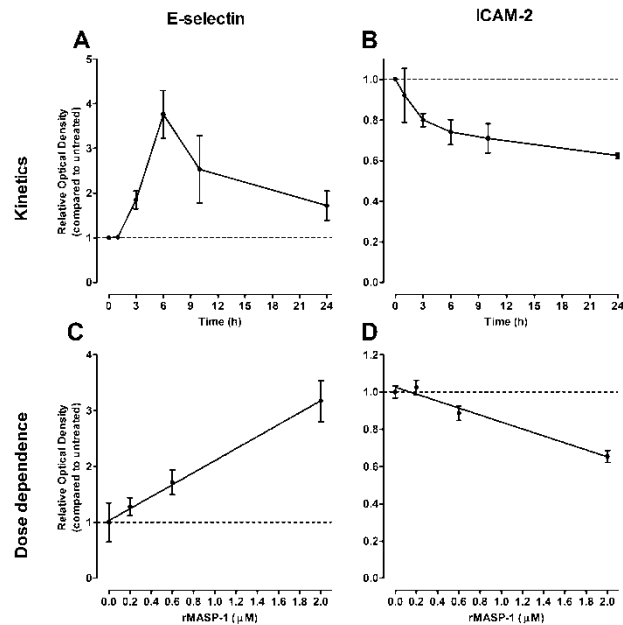 E-selectin
ICAM-2
A
B
Kinetics
Relative Optical Density
(compared to untreated)
5
4
3
2
1
0
0 3 6 9 12 15 18 21 24
Time (h)
1.0
0.8
0.6
0.4
0.2
0.0
0 3 6 9 12 15 18 21 24
Time (h)
C
D
Dose dependence
Relative Optical Density
(compared to untreated)
4
3
2
1
0
0.0 0.2 0.4 0.6 0.8 1.0 1.2 1.4 1.6 1.8 2.0
rMASP-1 (μM)
1.2
1.0
0.8
0.6
0.4
0.2
0.0
0.0 0.2 0.4 0.6 0.8 1.0 1.2 1.4 1.6 1.8 2.0
rMASP-1 (μM)